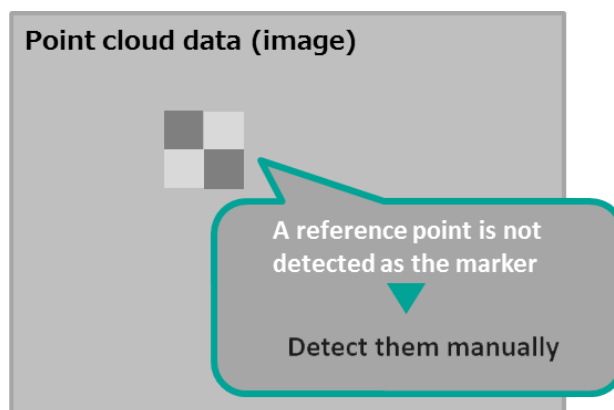 Point cloud data (image)
A reference point is not
detected as the marker
Detect them manually